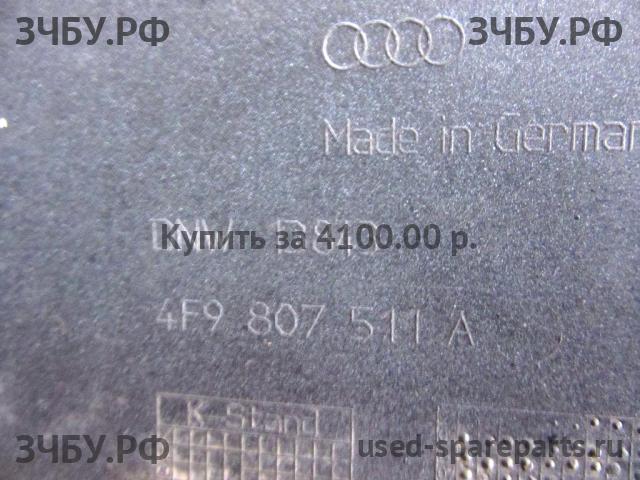 ЗЧБУ.РФ
ЗЧБУ.РФ
Made in German
Купить за 4100.00 р.
4F9 807 511 A
K-Stand
ЗЧБУ.РФ
used-spareparts.ru